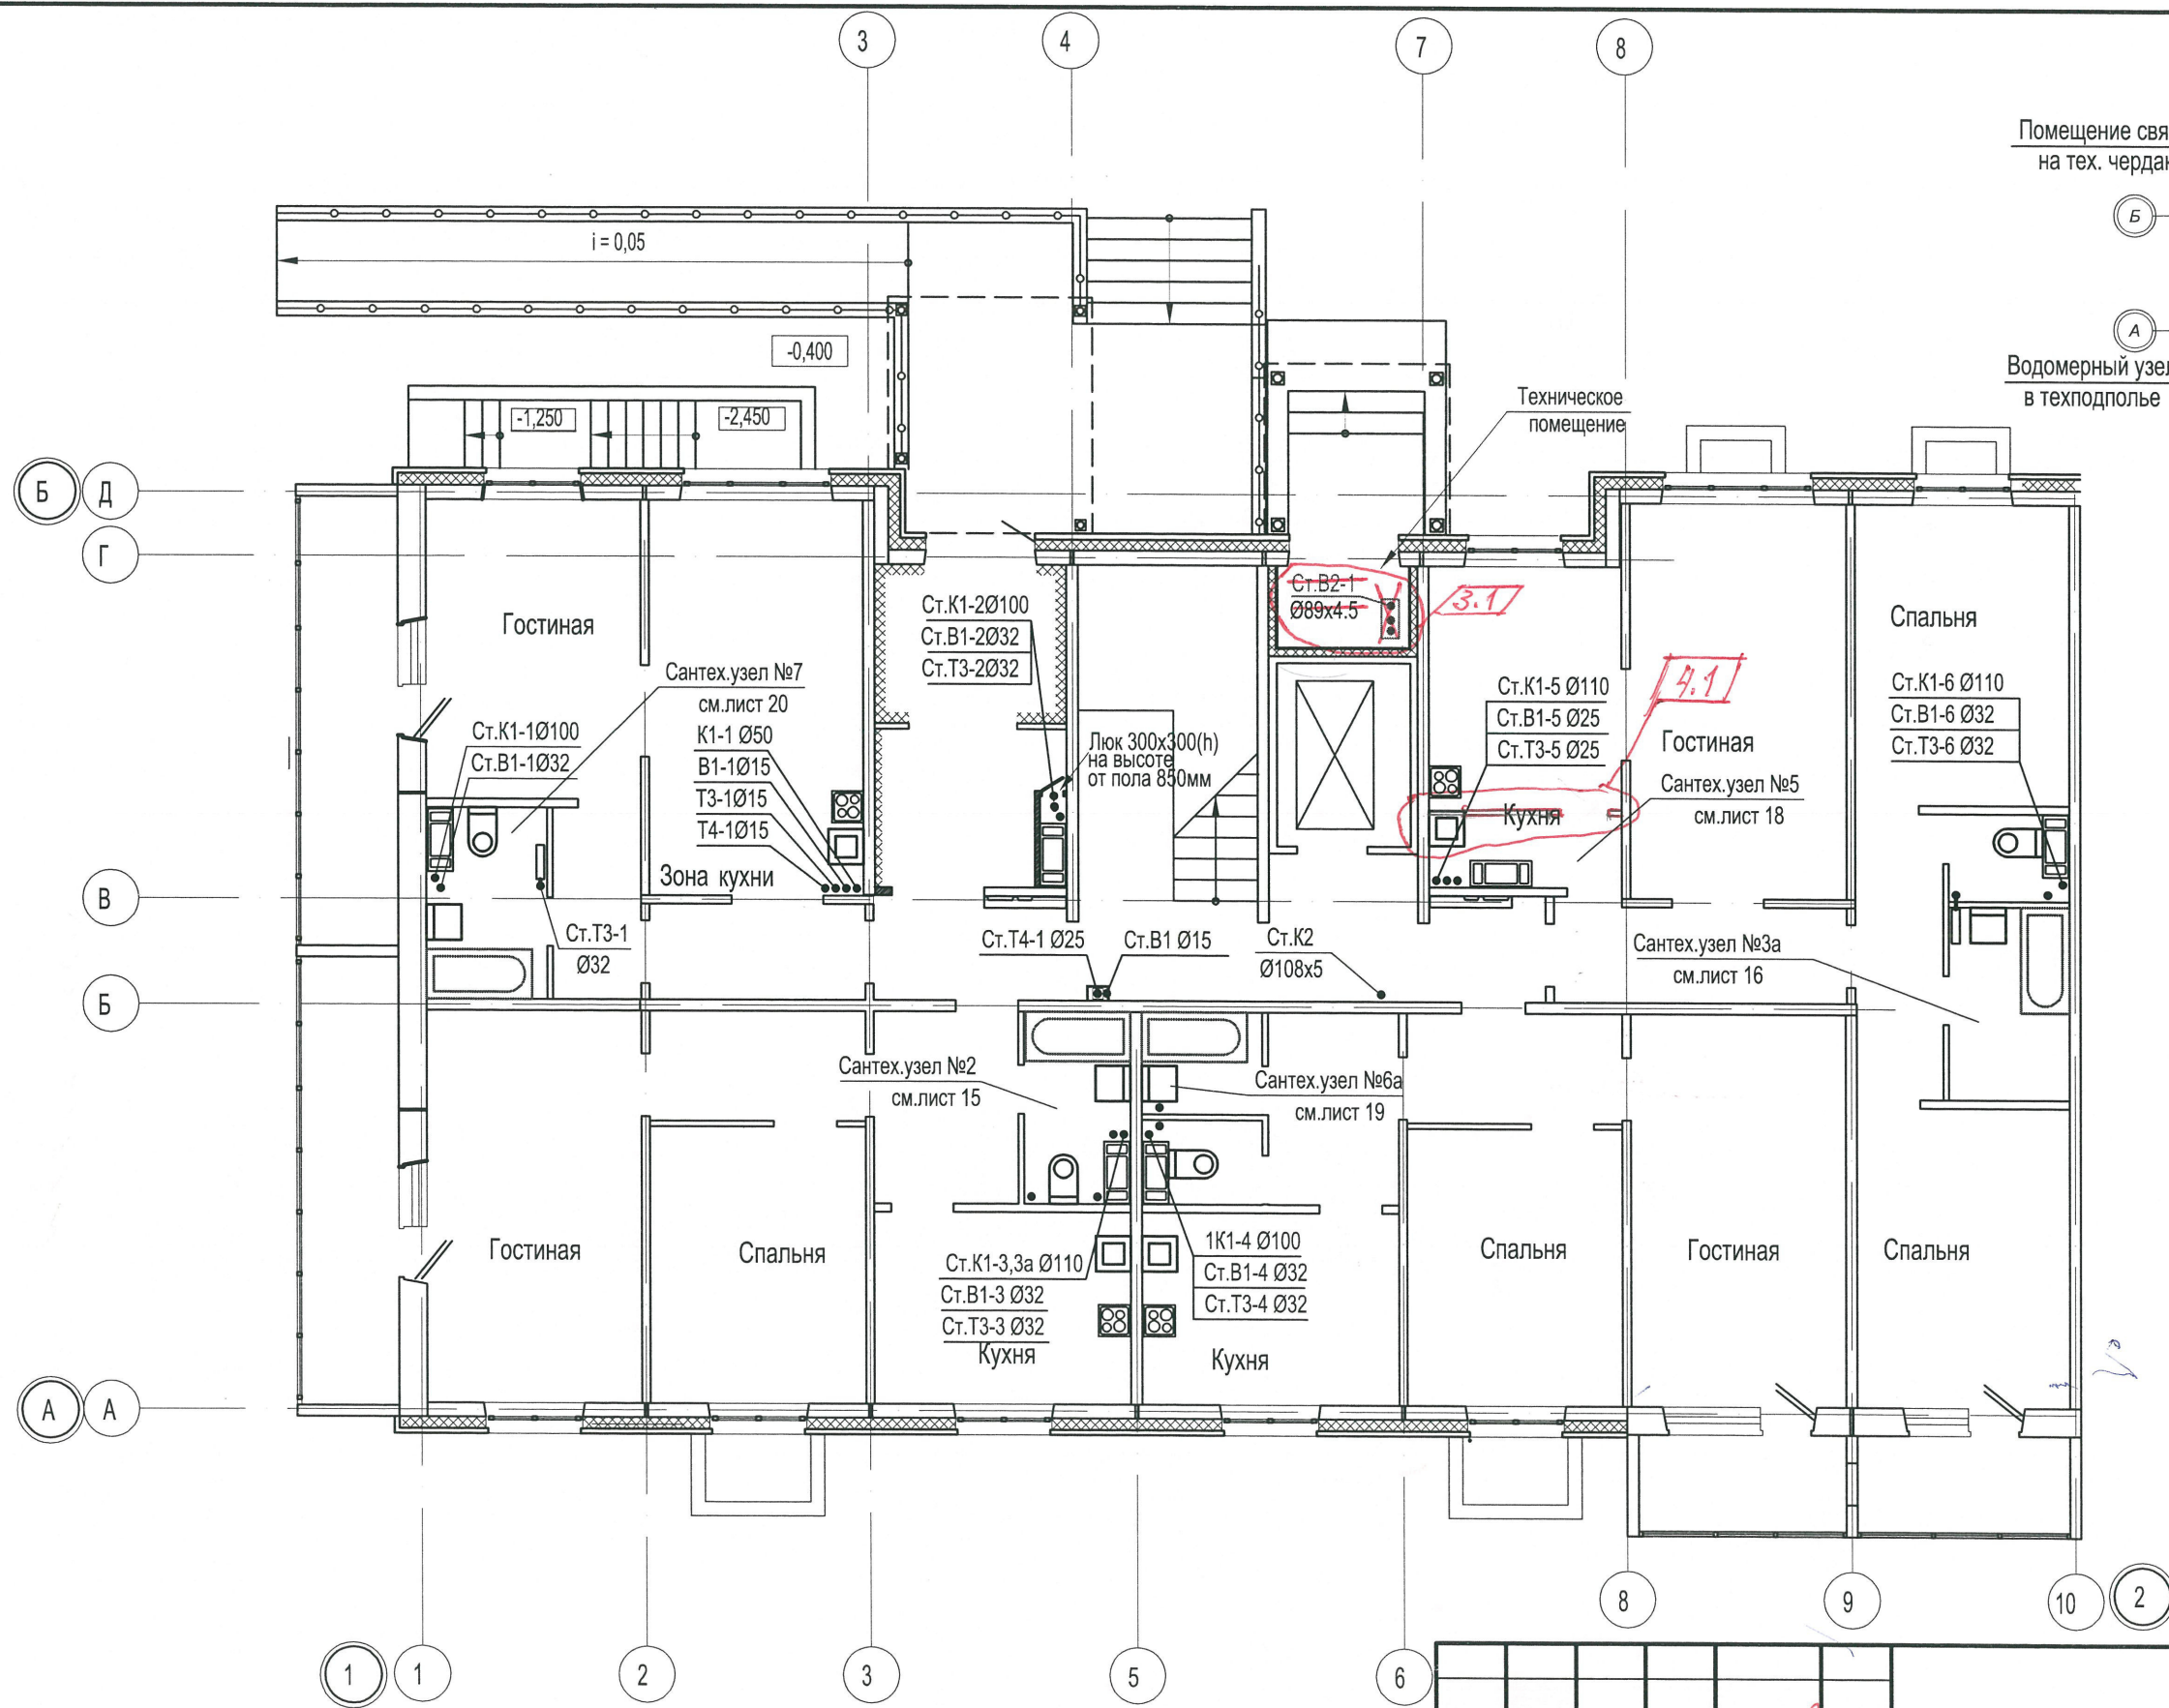 3
4
7
8
Помещение свя
на тех. чердак
Б
i = 0,05
А
-0,400
Водомерный узел
в техподполье
Техническое
помещение
-1,250
-2,450
Б
Д
Г
Ст.В2-1
Ø89х4.5
3.1
Ст.К1-2Ø100
Ст.В1-2Ø32
Ст.Т3-2Ø32
Гостиная
Спальня
Сантех.узел №7
см.лист 20
4.1
Ст.К1-5 Ø110
Ст.В1-5 Ø25
Ст.Т3-5 Ø25
Ст.К1-6 Ø110
Ст.В1-6 Ø32
Ст.Т3-6 Ø32
Ст.К1-1Ø100
Ст.В1-1Ø32
К1-1 Ø50
В1-1Ø15
Т3-1Ø15
Т4-1Ø15
Люк 300х300(h)
на высоте
от пола 850мм
Гостиная
Сантех.узел №5
см.лист 18
Кухня
Зона кухни
В
Ст.Т3-1
Ø32
Ст.Т4-1 Ø25
Ст.В1 Ø15
Ст.К2
Ø108х5
Сантех.узел №3а
см.лист 16
Б
Сантех.узел №2
см.лист 15
Сантех.узел №6а
см.лист 19
Гостиная
Спальня
Ст.К1-3,3а Ø110
Ст.В1-3 Ø32
Ст.Т3-3 Ø32
Кухня
1К1-4 Ø100
Ст.В1-4 Ø32
Ст.Т3-4 Ø32
Кухня
Спальня
Гостиная
Спальня
А
А
8
9
10
2
1
1
2
3
5
6